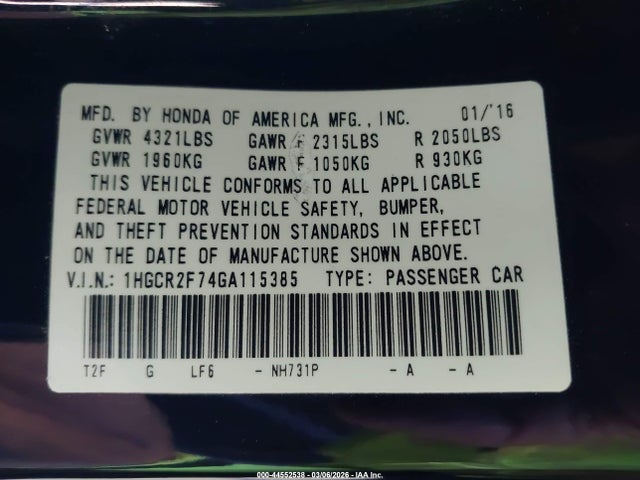 MFD. BY HONDA OF AMERICA MFG., INC. 01/'16
GVWR 4321LBS GAWR F 2315LBS R 2050LBS
GVWR 1960KG GAWR F 1050KG R 930KG
THIS VEHICLE CONFORMS TO ALL APPLICABLE
FEDERAL MOTOR VEHICLE SAFETY, BUMPER,
AND THEFT PREVENTION STANDARDS IN EFFECT
ON THE DATE OF MANUFACTURE SHOWN ABOVE.
V.I.N.: 1HGCR2F74GA115385 TYPE: PASSENGER CAR
T2F G LF6 - NH731P - A - A
000-44552538 - 03/06/2026 - IAA Inc.